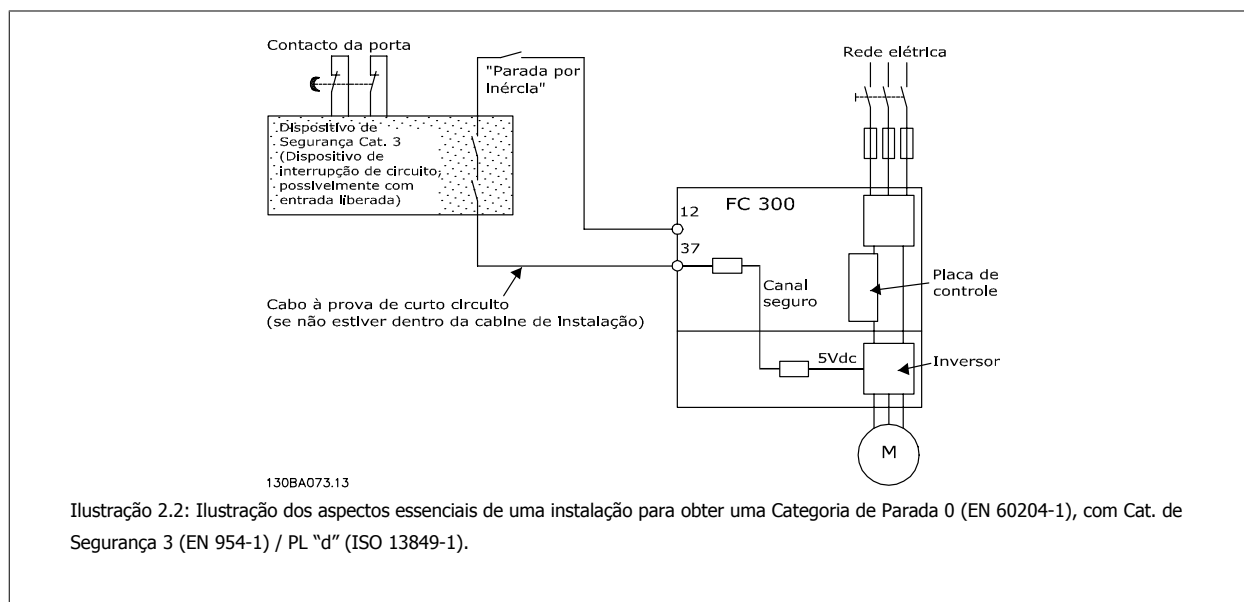 Contacto da porta
"Parada por
Inércia"
Rede elétrica
Dispositivo de
Segurança Cat. 3
(Dispositivo de
interrupção de circuito,
possivelmente com
entrada liberada)
12
FC 300
37
Canal
seguro
Placa de
controle
Cabo à prova de curto circuito
(se não estiver dentro da cabine de instalação)
5Vdc
Inversor
M
130BA073.13
Ilustração 2.2: Ilustração dos aspectos essenciais de uma instalação para obter uma Categoria de Parada 0 (EN 60204-1), com Cat. de
Segurança 3 (EN 954-1) / PL “d” (ISO 13849-1).